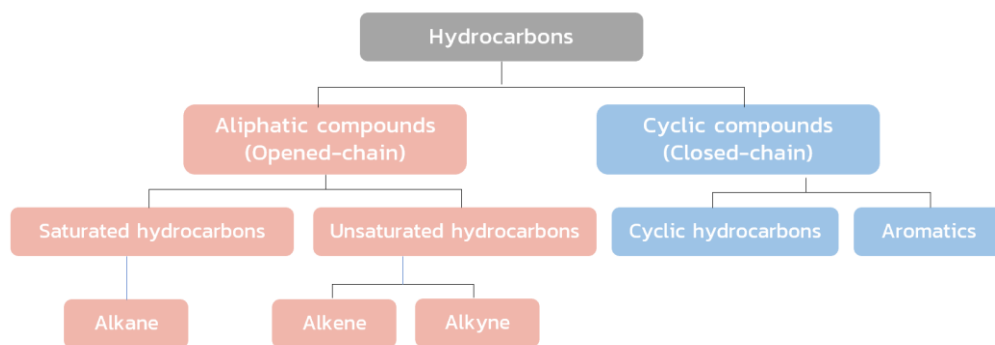 Hydrocarbons
Aliphatic compounds
(Opened-chain)
Cyclic compounds
(Closed-chain)
Saturated hydrocarbons
Unsaturated hydrocarbons
Cyclic hydrocarbons
Aromatics
Alkane
Alkene
Alkyne